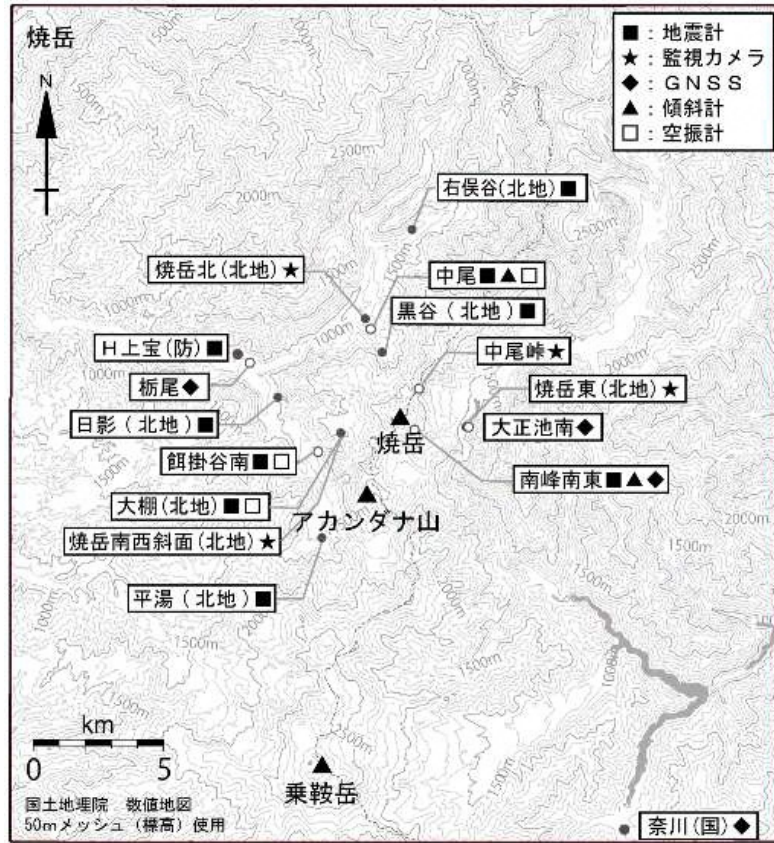 焼岳
N
■：地震計
★：監視カメラ
◆：ＧＮＳＳ
▲：傾斜計
□：空振計
右俣谷(北地)■
焼岳北(北地)★
中尾■▲□
黒谷（北地）■
Ｈ上宝(防)■
中尾峠★
栃尾◆
焼岳東(北地)★
日影（北地）■
焼岳
大正池南◆
餌掛谷南■□
南峰南東■▲◆
大棚(北地)■□
アカンダナ山
焼岳南西斜面(北地)★
平湯（北地）■
乗鞍岳
km
0 5
国土地理院 数値地図
50mメッシュ（標高）使用
奈川(国)◆
2500m
2000m
1500m
1000m